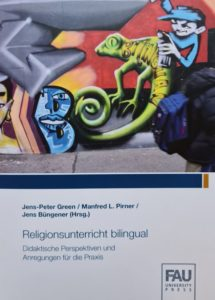 Jens-Peter Green / Manfred L. Pirner /
Jens Büngener (Hrsg.)
Religionsunterricht bilingual
Didaktische Perspektiven und
Anregungen für die Praxis
FAU
UNIVERSITY
PRESS